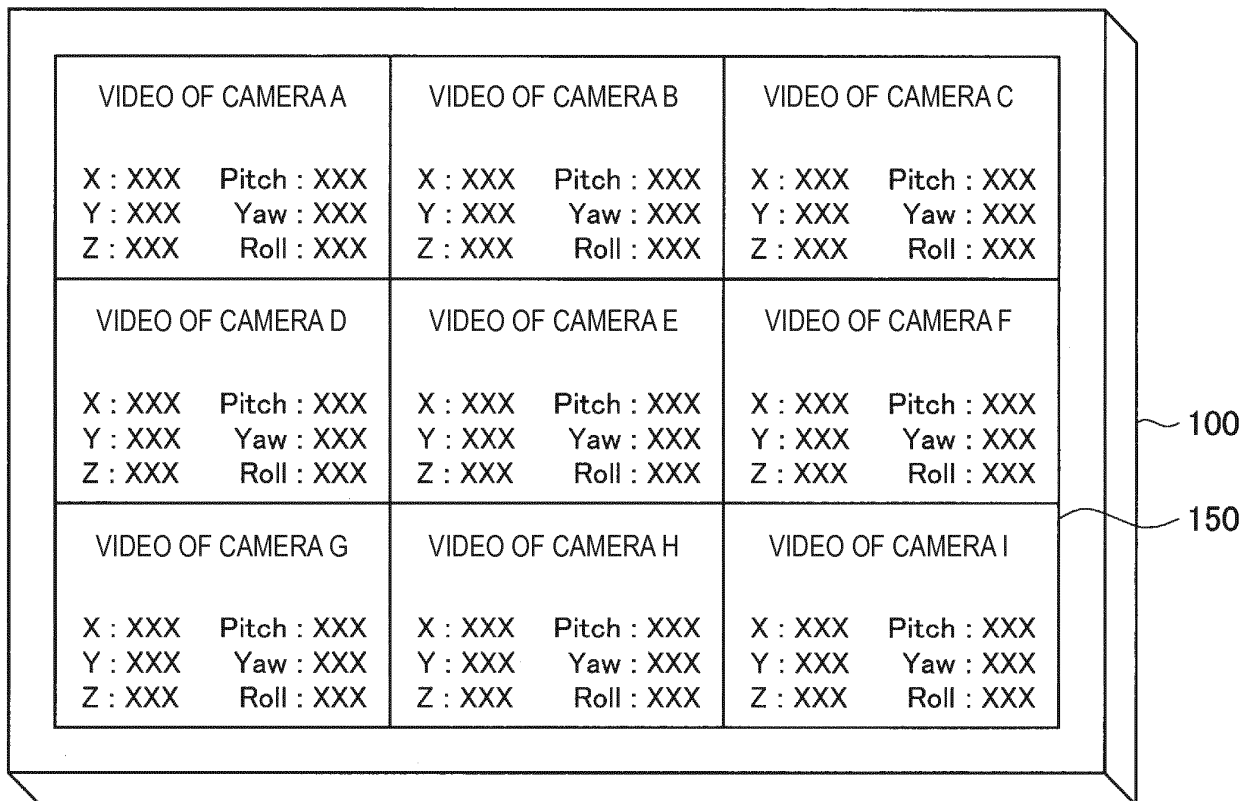 VIDEO OF CAMERA A
X : XXX Pitch : XXX
Y : XXX Yaw : XXX
Z : XXX Roll : XXX
VIDEO OF CAMERA B
X : XXX Pitch : XXX
Y : XXX Yaw : XXX
Z : XXX Roll : XXX
VIDEO OF CAMERA C
X : XXX Pitch : XXX
Y : XXX Yaw : XXX
Z : XXX Roll : XXX
VIDEO OF CAMERA D
X : XXX Pitch : XXX
Y : XXX Yaw : XXX
Z : XXX Roll : XXX
VIDEO OF CAMERA E
X : XXX Pitch : XXX
Y : XXX Yaw : XXX
Z : XXX Roll : XXX
VIDEO OF CAMERA F
X : XXX Pitch : XXX
Y : XXX Yaw : XXX
Z : XXX Roll : XXX
VIDEO OF CAMERA G
X : XXX Pitch : XXX
Y : XXX Yaw : XXX
Z : XXX Roll : XXX
VIDEO OF CAMERA H
X : XXX Pitch : XXX
Y : XXX Yaw : XXX
Z : XXX Roll : XXX
VIDEO OF CAMERA I
X : XXX Pitch : XXX
Y : XXX Yaw : XXX
Z : XXX Roll : XXX
100
150